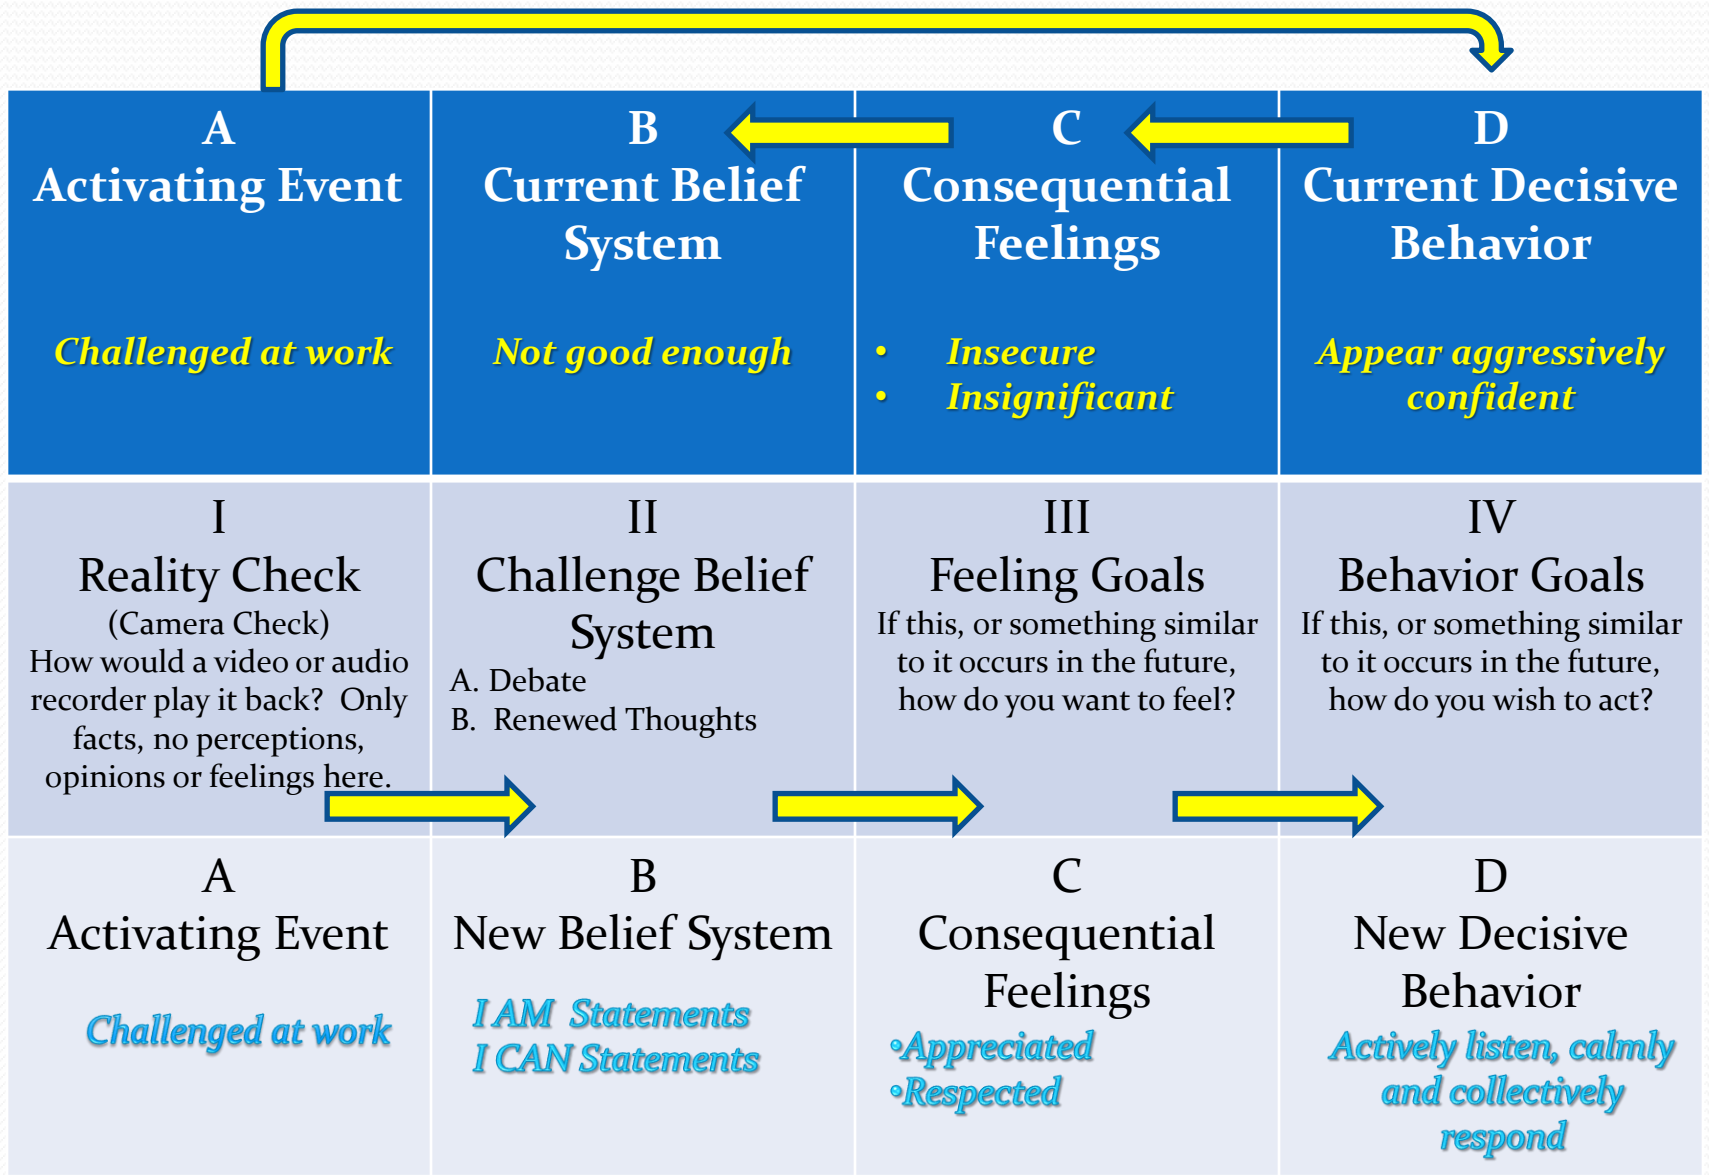 A
Activating Event
Challenged at work
B
Current Belief
System
Not good enough
C
Consequential
Feelings
• Insecure
• Insignificant
D
Current Decisive
Behavior
Appear aggressively
confident
I
Reality Check
(Camera Check)
How would a video or audio
recorder play it back?  Only
facts, no perceptions,
opinions or feelings here.
II
Challenge Belief
System
A. Debate
B.  Renewed Thoughts
III
Feeling Goals
If this, or something similar
to it occurs in the future,
how do you want to feel?
IV
Behavior Goals
If this, or something similar
to it occurs in the future,
how do you wish to act?
A
Activating Event
Challenged at work
B
New Belief System
I AM  Statements
I CAN Statements
C
Consequential
Feelings
•Appreciated
•Respected
D
New Decisive
Behavior
Actively listen, calmly
and collectively
respond